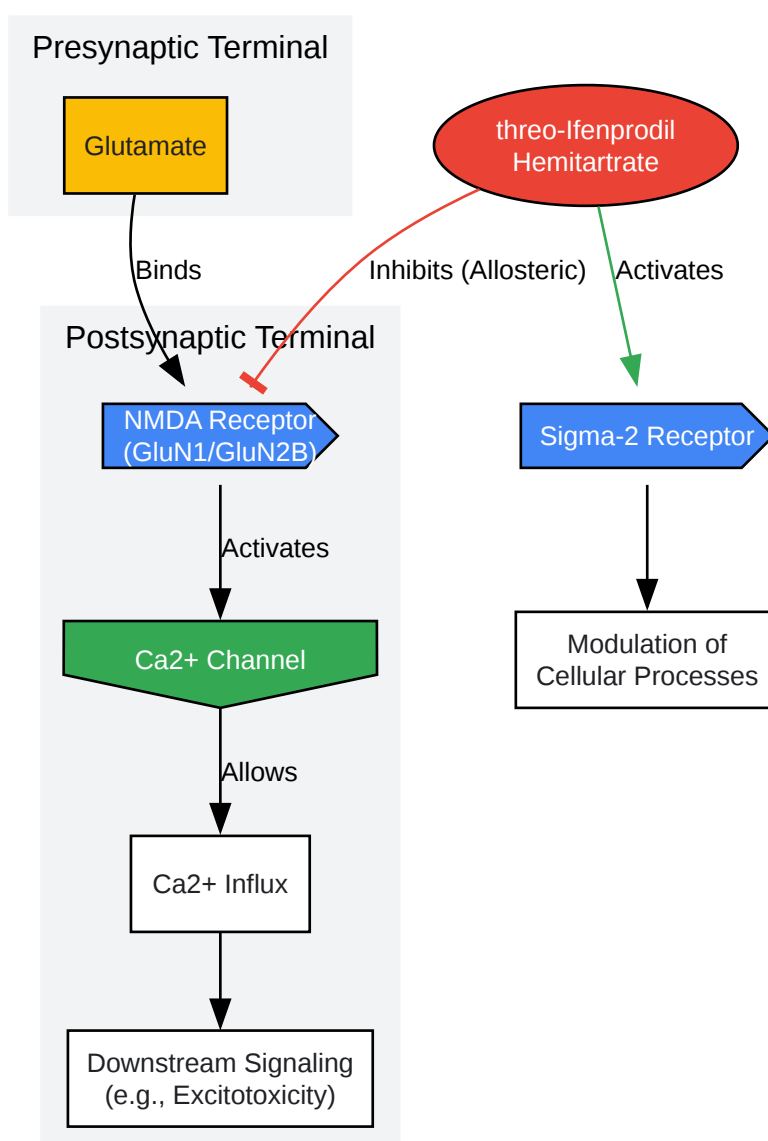 Presynaptic Terminal
Glutamate
threo-Ifenprodil
Hemitartrate
Binds
Inhibits (Allosteric)
Activates
Postsynaptic Terminal
NMDA Receptor
(GluN1/GluN2B)
Sigma-2 Receptor
Activates
Ca2+ Channel
Modulation of
Cellular Processes
Allows
Ca2+ Influx
Downstream Signaling
(e.g., Excitotoxicity)